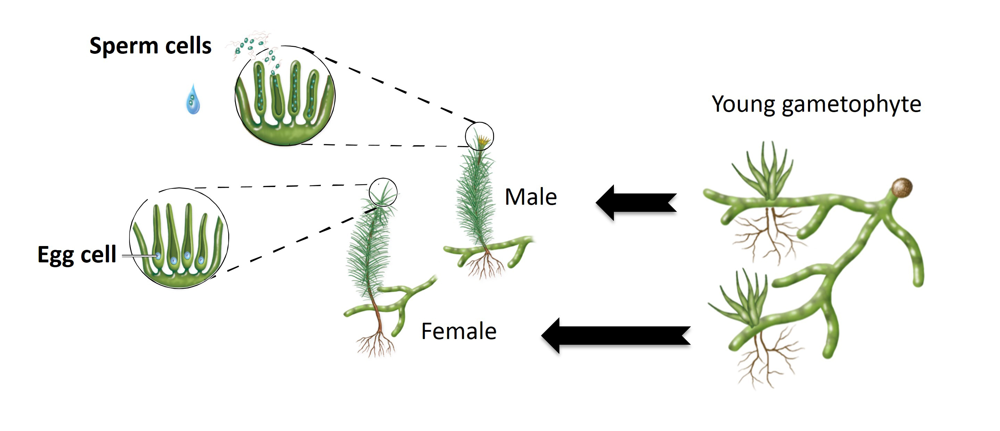 Sperm cells
Young gametophyte
Male
Egg cell
Female